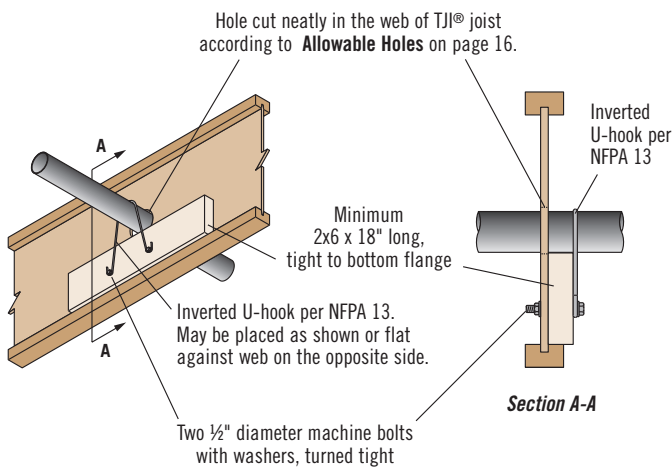 Hole cut neatly in the web of TJI® joist
according to Allowable Holes on page 16.
A
Inverted
U-hook per
NFPA 13
Minimum
2x6 x 18" long,
tight to bottom flange
Inverted U-hook per NFPA 13.
May be placed as shown or flat
against web on the opposite side.
A
Section A-A
Two ½" diameter machine bolts
with washers, turned tight